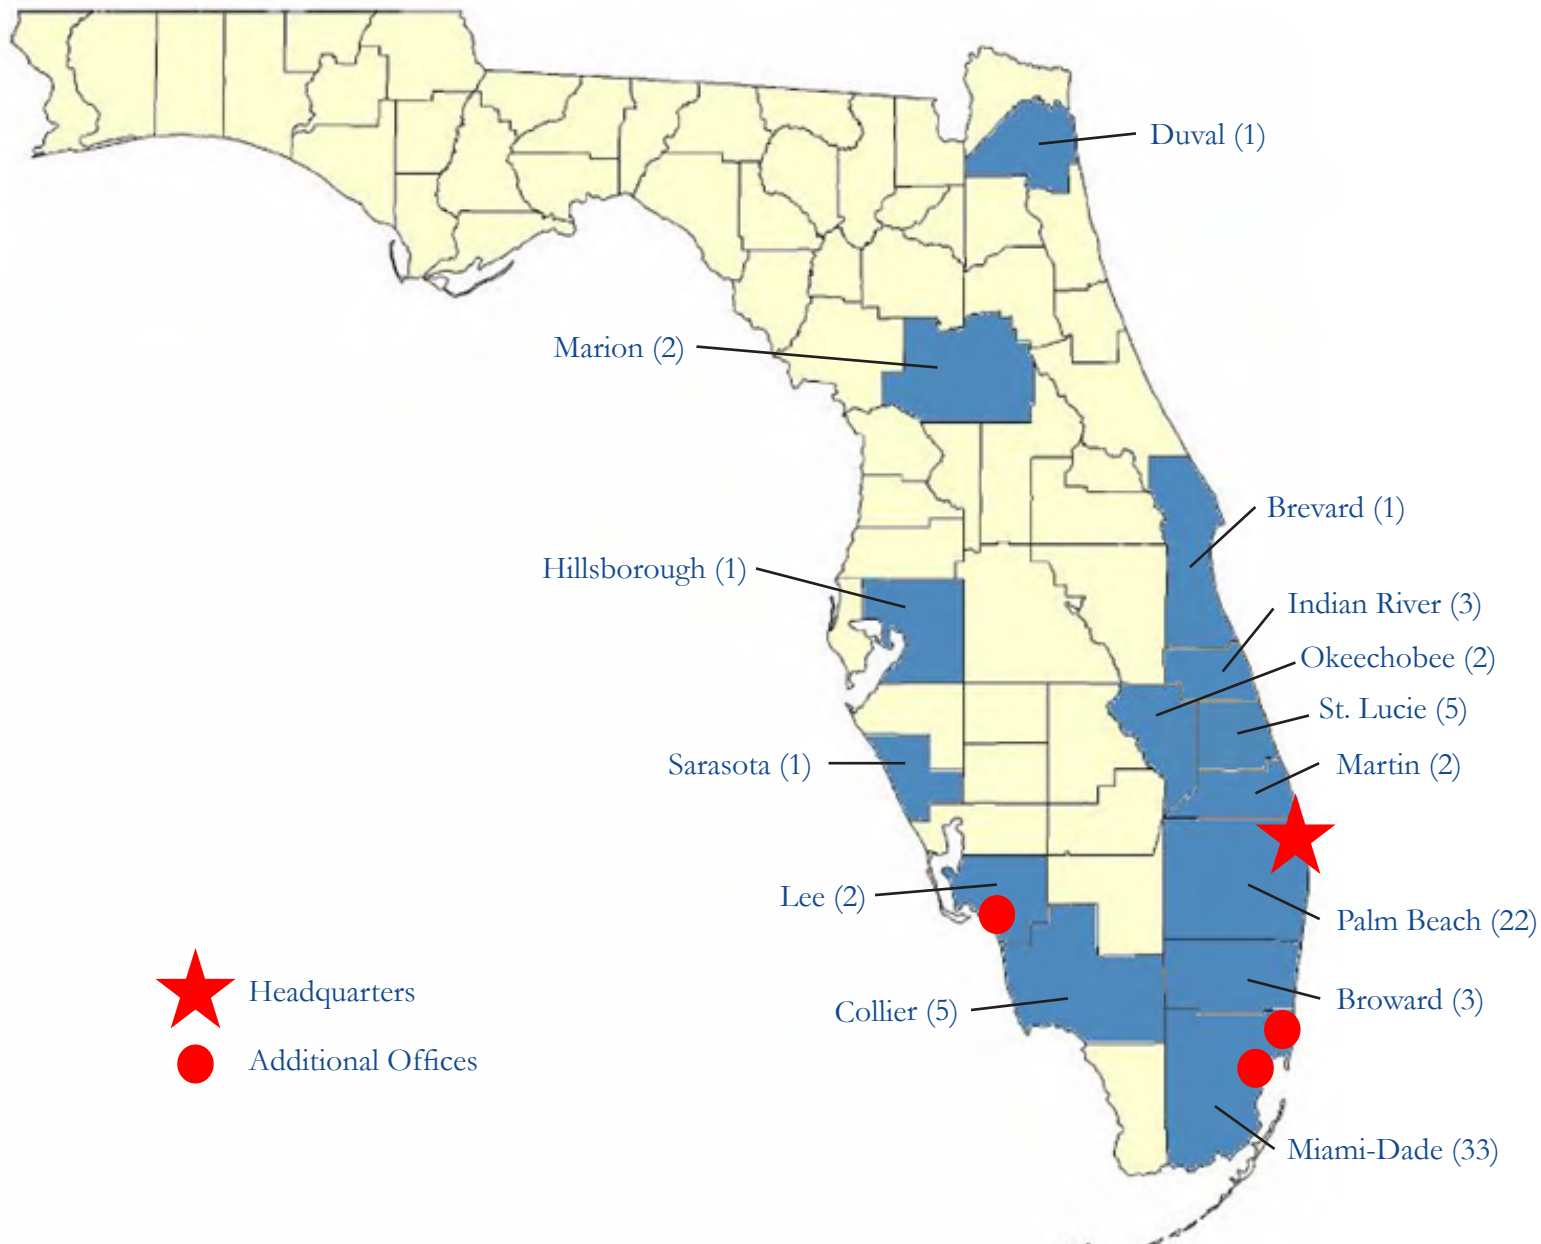 Duval (1)
Marion (2)
Brevard (1)
Hillsborough (1)
Indian River (3)
Okeechobee (2)
St. Lucie (5)
Sarasota (1)
Martin (2)
Lee (2)
Palm Beach (22)
Headquarters
Broward (3)
Collier (5)
Additional Offices
Miami-Dade (33)